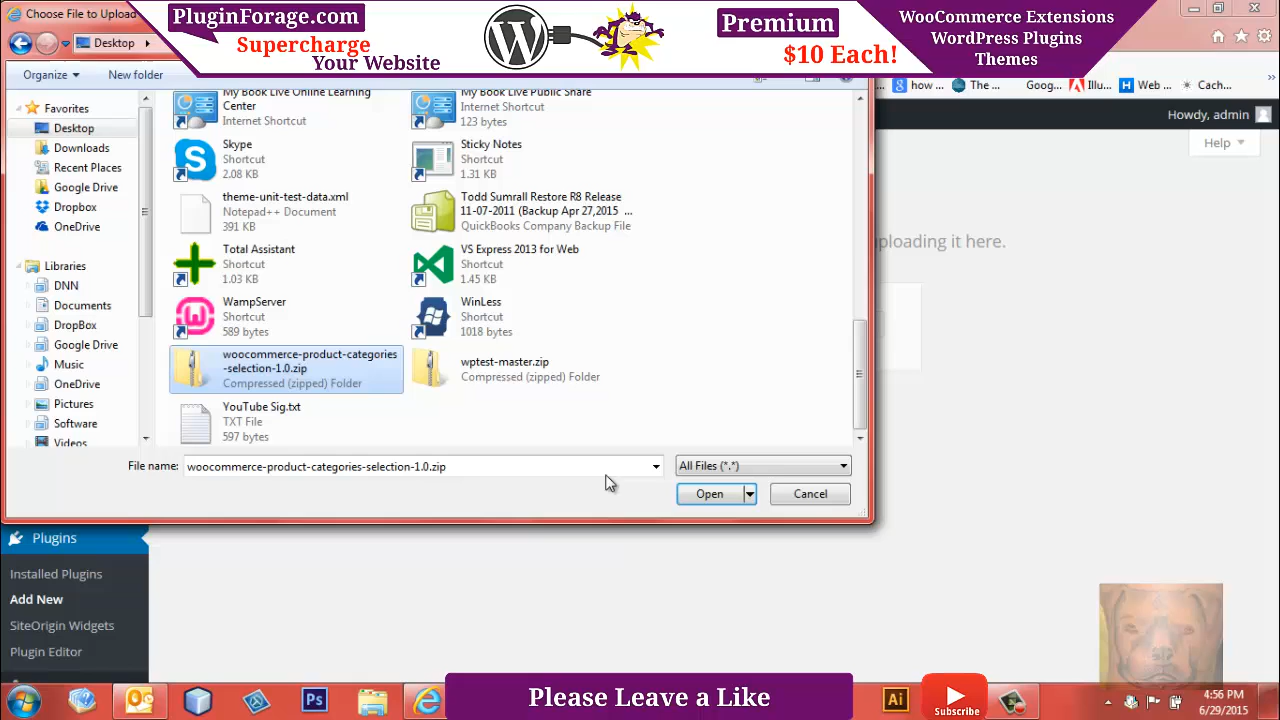 Choose File to Upload
PluginForage.com
Supercharge
Your Website
Premium
$10 Each!
WooCommerce Extensions
WordPress Plugins
Themes
Desktop
Organize
New folder
how ...
The ...
Goog...
Illu...
Web ...
Cach...
Howdy, admin
Help
Favorites
Desktop
Downloads
Recent Places
Google Drive
Dropbox
OneDrive
Libraries
DNN
Documents
DropBox
Google Drive
Music
OneDrive
Pictures
Software
Videos
My Book Live Online Learning
Center
Internet Shortcut
My Book Live Public Share
Internet Shortcut
123 bytes
Skype
Shortcut
2.08 KB
Sticky Notes
Shortcut
1.31 KB
theme-unit-test-data.xml
Notepad++ Document
391 KB
Todd Sumrall Restore R8 Release
11-07-2011 (Backup Apr 27,2015 ...
QuickBooks Company Backup File
Total Assistant
Shortcut
1.03 KB
VS Express 2013 for Web
Shortcut
1.45 KB
WampServer
Shortcut
589 bytes
WinLess
Shortcut
1018 bytes
woocommerce-product-categories
-selection-1.0.zip
Compressed (zipped) Folder
wptest-master.zip
Compressed (zipped) Folder
YouTube Sig.txt
TXT File
597 bytes
File name:
woocommerce-product-categories-selection-1.0.zip
All Files (*.*)
Open
Cancel
uploading it here.
Plugins
Installed Plugins
Add New
SiteOrigin Widgets
Plugin Editor
Ps
Please Leave a Like
Ai
Subscribe
4:56 PM
6/29/2015